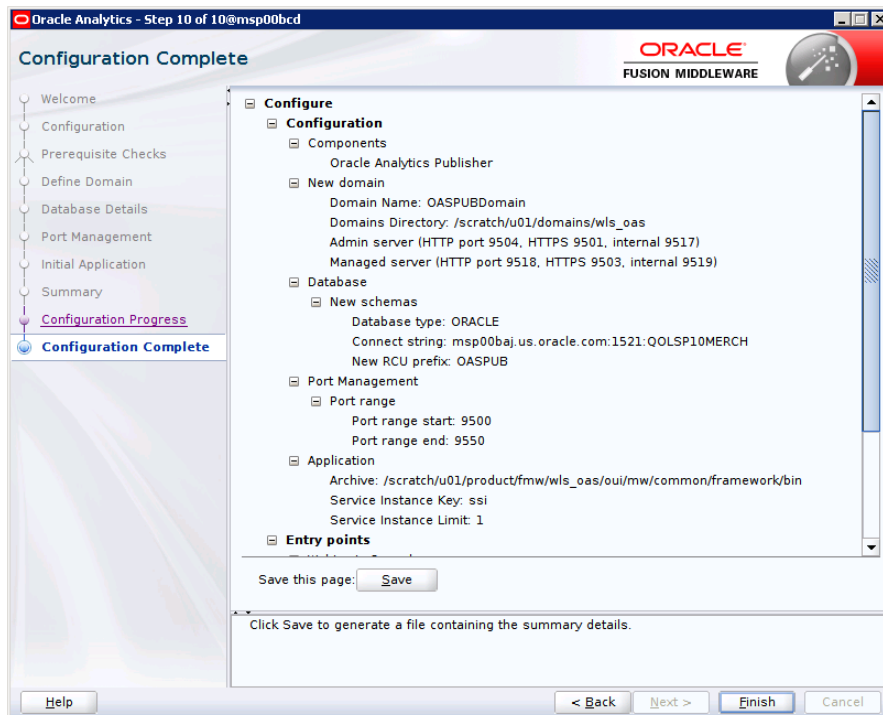 Oracle Analytics - Step 10 of 10@msp00bcd
Configuration Complete
ORACLE
FUSION MIDDLEWARE
Welcome
Configuration
Prerequisite Checks
Define Domain
Database Details
Port Management
Initial Application
Summary
Configuration Progress
Configuration Complete
Configure
Configuration
Components
Oracle Analytics Publisher
New domain
Domain Name: OASPUBDomain
Domains Directory: /scratch/u01/domains/wls_oas
Admin server (HTTP port 9504, HTTPS 9501, internal 9517)
Managed server (HTTP port 9518, HTTPS 9503, internal 9519)
Database
New schemas
Database type: ORACLE
Connect string: msp00baj.us.oracle.com:1521:QOLSP10MERCH
New RCU prefix: OASPUB
Port Management
Port range
Port range start: 9500
Port range end: 9550
Application
Archive: /scratch/u01/product/fmw/wls_oas/oui/mw/common/framework/bin
Service Instance Key: ssi
Service Instance Limit: 1
Entry points
Save this page: Save
Click Save to generate a file containing the summary details.
Help < Back Next > Finish Cancel